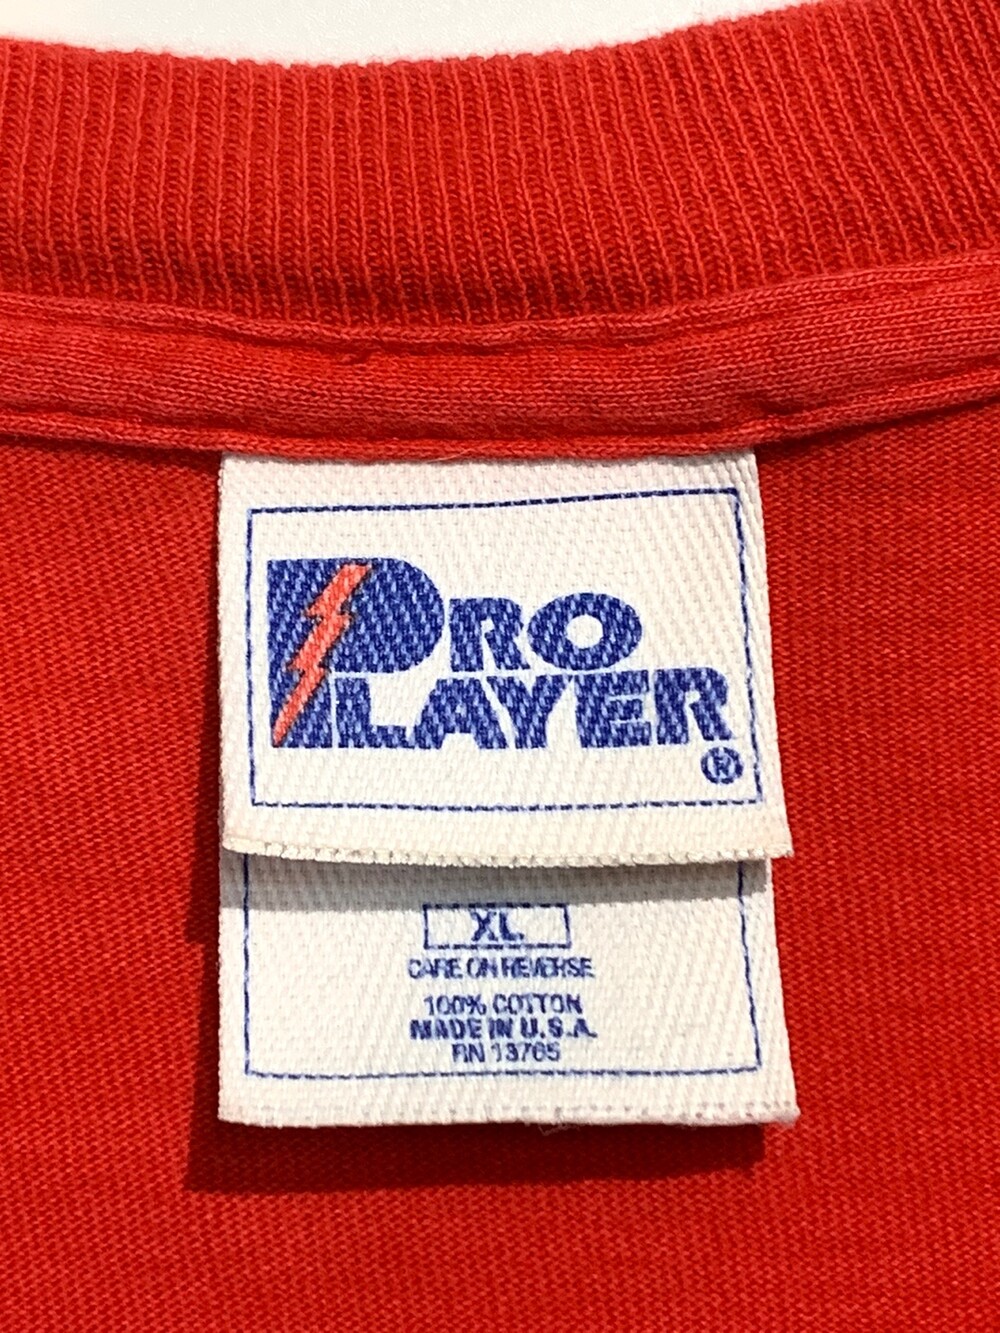 PRO
PLAYER
®
XL
CARE ON REVERSE
100% COTTON
MADE IN U.S.A.
RN 13765